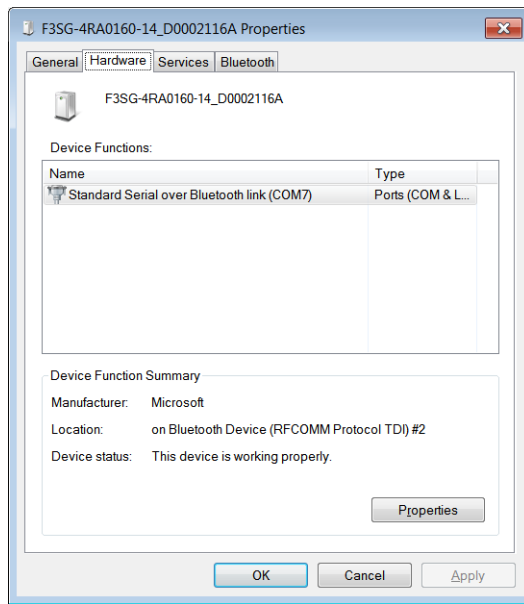 F3SG-4RA0160-14_D0002116A Properties
General Hardware Services Bluetooth
F3SG-4RA0160-14_D0002116A
Device Functions:
Name Type
Standard Serial over Bluetooth link (COM7) Ports (COM & L...
Device Function Summary
Manufacturer: Microsoft
Location: on Bluetooth Device (RFCOMM Protocol TDI) #2
Device status: This device is working properly.
Properties
OK Cancel Apply